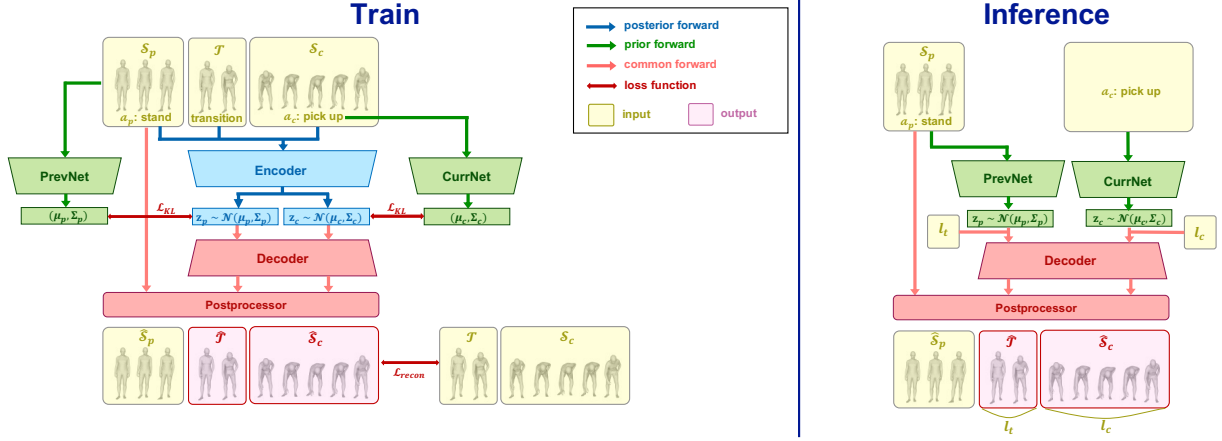 Train
𝒮_p
𝒯
𝒮_c
a_p: stand
transition
a_c: pick up
PrevNet
Encoder
CurrNet
(μ_p, Σ_p)
ℒ_KL
z_p ~ 𝒩(μ_p, Σ_p)
z_c ~ 𝒩(μ_c, Σ_c)
ℒ_KL
(μ_c, Σ_c)
Decoder
Postprocessor
𝒮̂_p
𝒯̂
𝒮̂_c
ℒ_recon
𝒯
𝒮_c
posterior forward
prior forward
common forward
loss function
input
output
Inference
𝒮_p
a_p: stand
a_c: pick up
PrevNet
CurrNet
z_p ~ 𝒩(μ_p, Σ_p)
z_c ~ 𝒩(μ_c, Σ_c)
l_t
l_c
Decoder
Postprocessor
𝒮̂_p
𝒯̂
𝒮̂_c
l_t
l_c